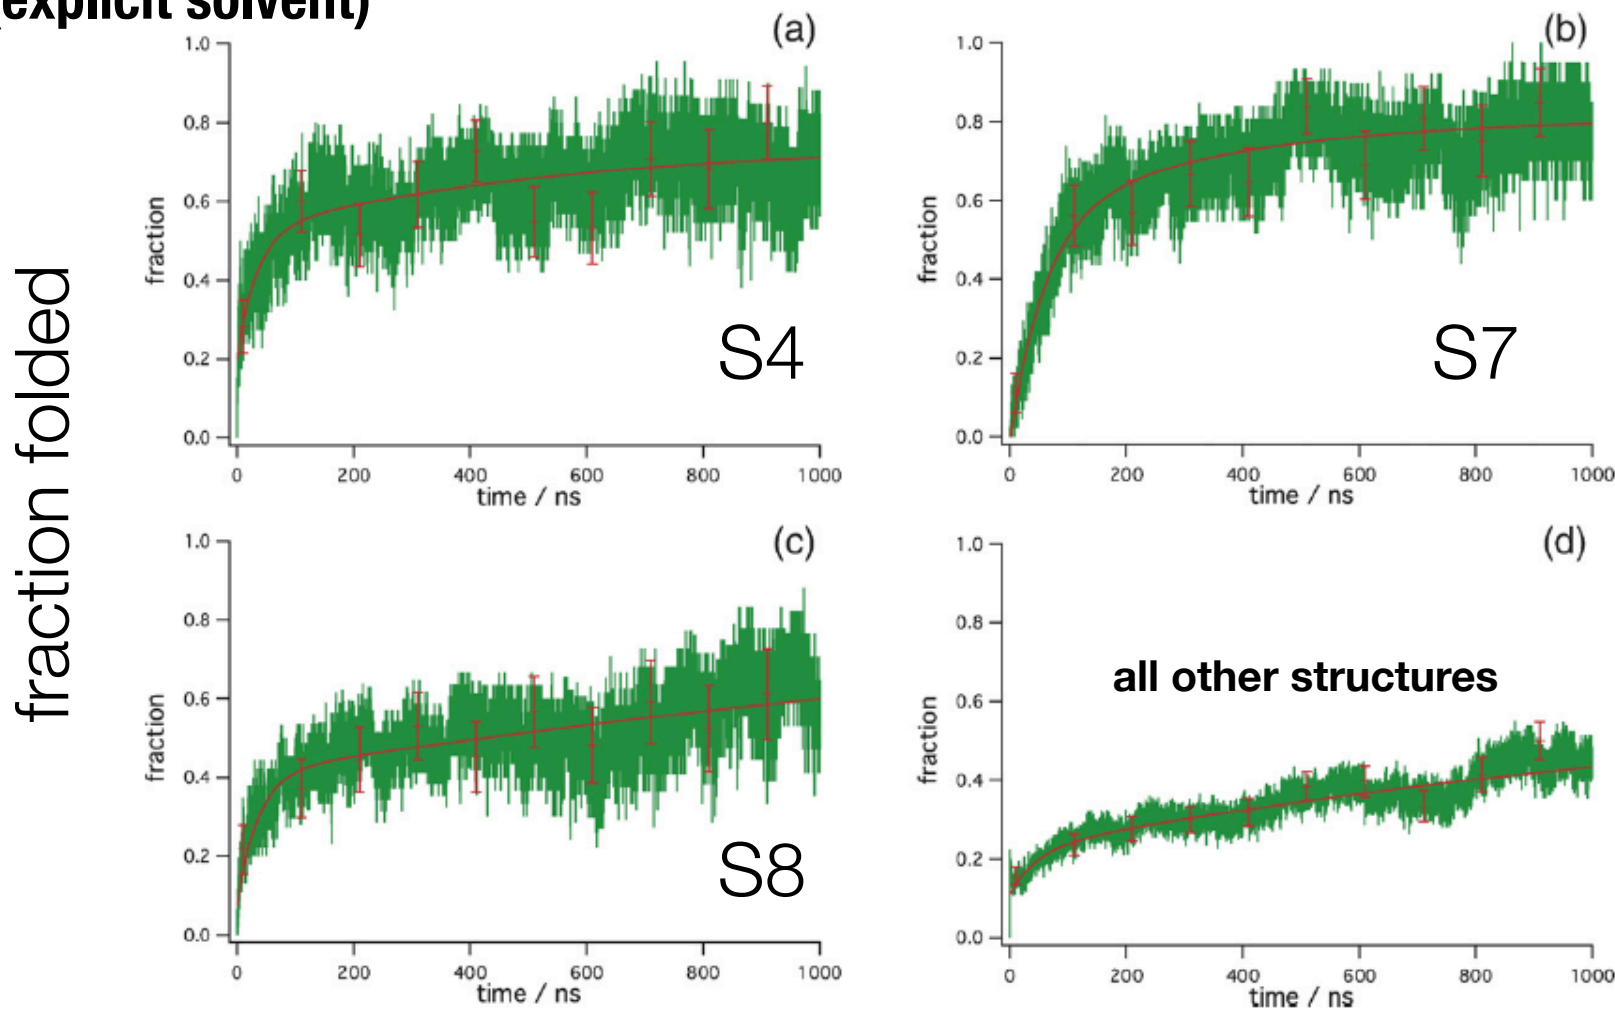 (explicit solvent)
fraction folded
(a)
1.0
0.8
0.6
0.4
0.2
0.0
fraction
S4
0 200 400 600 800 1000
time / ns
(b)
1.0
0.8
0.6
0.4
0.2
0.0
fraction
S7
0 200 400 600 800 1000
time / ns
(c)
1.0
0.8
0.6
0.4
0.2
0.0
fraction
S8
0 200 400 600 800 1000
time / ns
(d)
1.0
0.8
all other structures
0.6
0.4
0.2
0.0
fraction
0 200 400 600 800 1000
time / ns